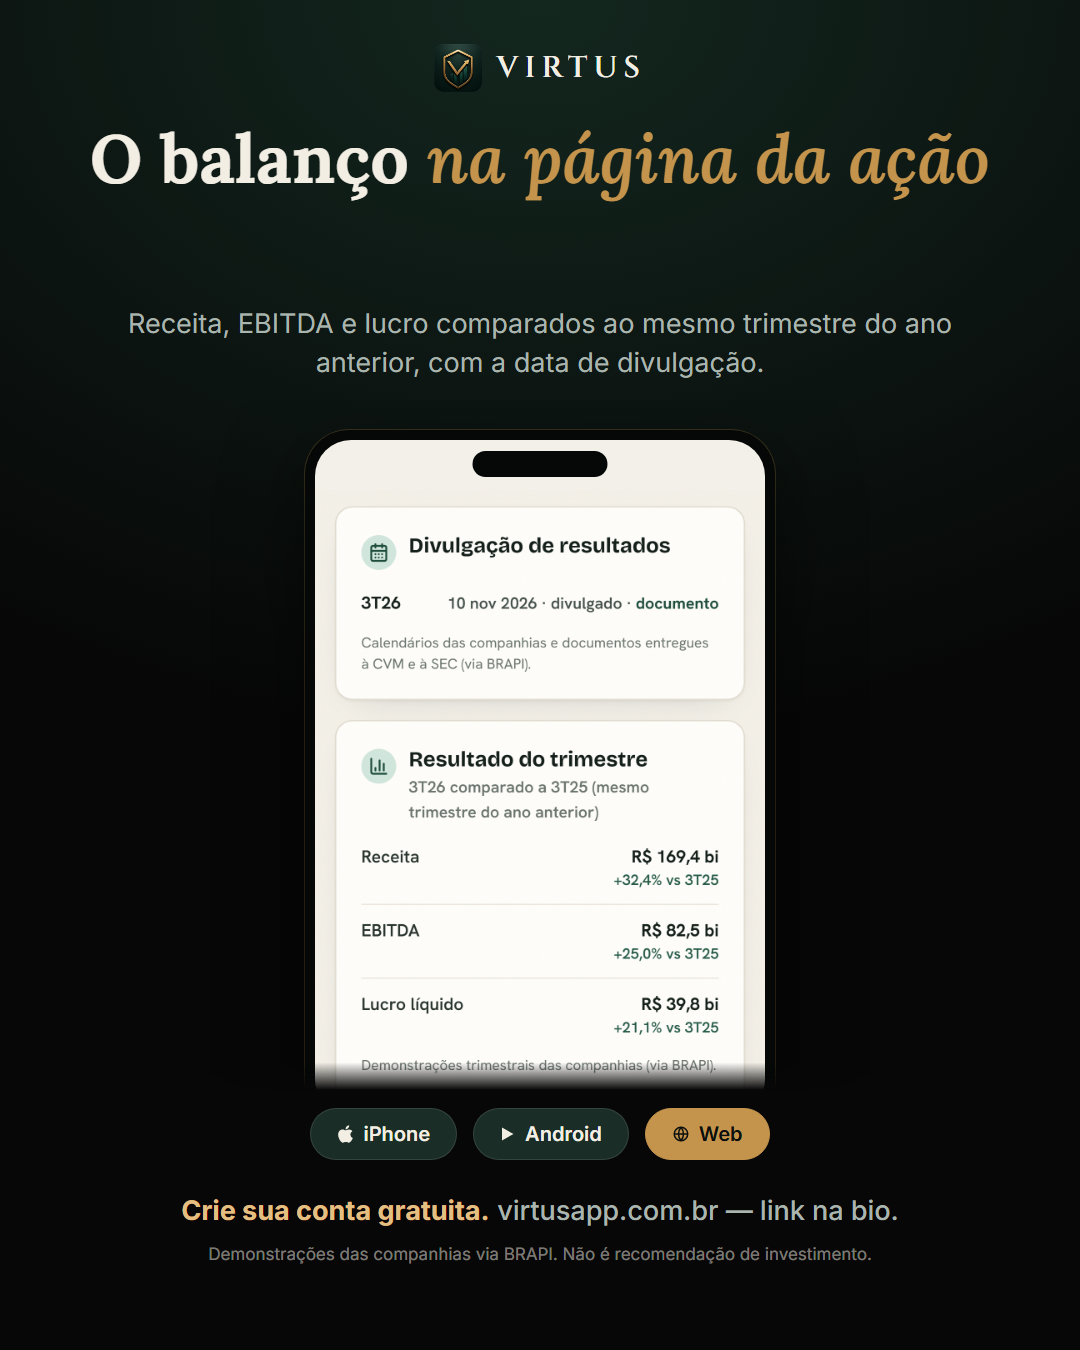 VIRTUS
O balanço na página da ação
Receita, EBITDA e lucro comparados ao mesmo trimestre do ano
anterior, com a data de divulgação.
Divulgação de resultados
3T26 10 nov 2026 · divulgado · documento
Calendários das companhias e documentos entregues
à CVM e à SEC (via BRAPI).
Resultado do trimestre
3T26 comparado a 3T25 (mesmo
trimestre do ano anterior)
Receita R$ 169,4 bi
+32,4% vs 3T25
EBITDA R$ 82,5 bi
+25,0% vs 3T25
Lucro líquido R$ 39,8 bi
+21,1% vs 3T25
Demonstrações trimestrais das companhias (via BRAPI).
iPhone Android Web
Crie sua conta gratuita. virtusapp.com.br — link na bio.
Demonstrações das companhias via BRAPI. Não é recomendação de investimento.